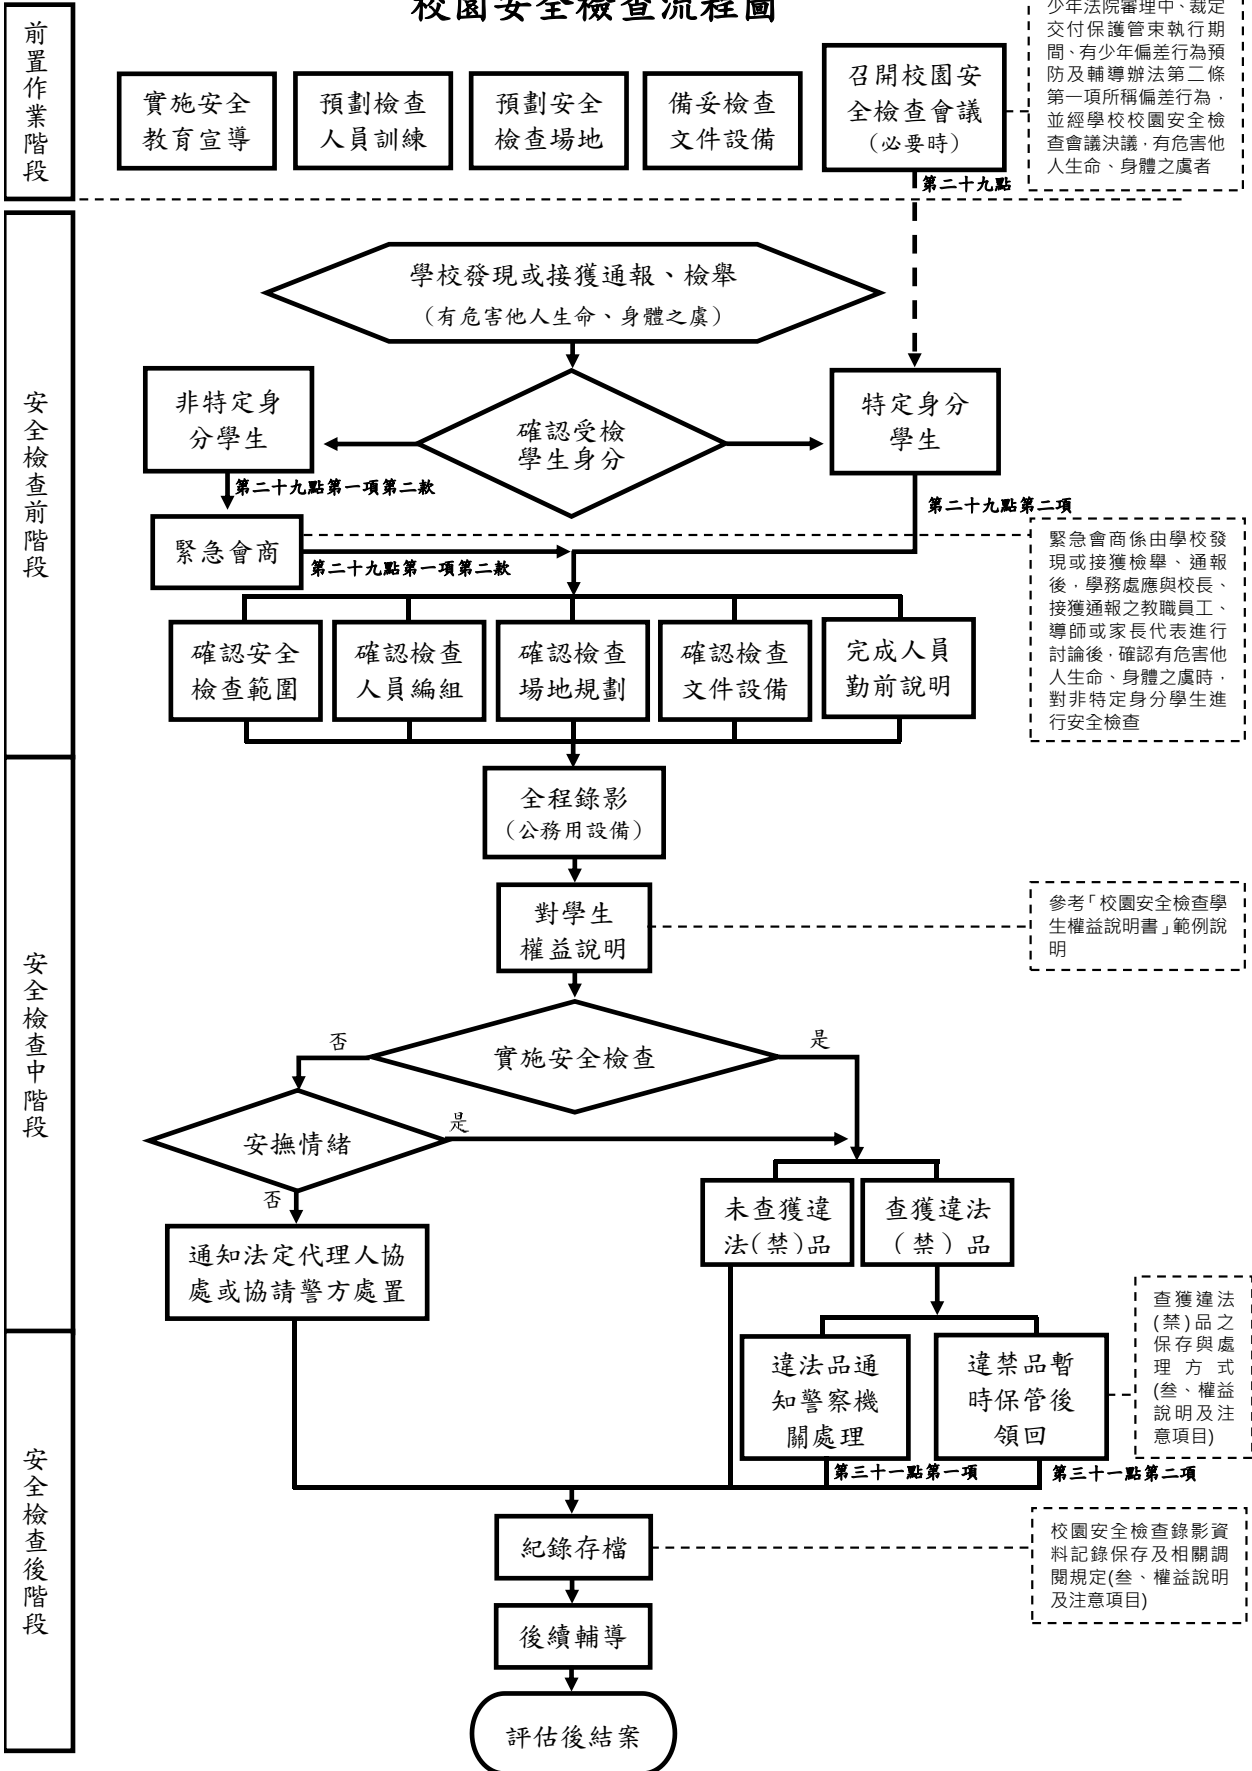 校園安全檢查流程圖
前置作業階段
實施安全
教育宣導
預劃檢查
人員訓練
預劃安全
檢查場地
備妥檢查
文件設備
召開校園安
全檢查會議
(必要時)
少年法院審理中、裁定
交付保護管束執行期
間、有少年偏差行為預
防及輔導辦法第二條
第一項所稱偏差行為，
並經學校校園安全檢
查會議決議，有危害他
人生命、身體之虞者
第二十九點
安全檢查前階段
學校發現或接獲通報、檢舉
(有危害他人生命、身體之虞)
非特定身
分學生
確認受檢
學生身分
特定身分
學生
第二十九點第一項第二款
第二十九點第二項
緊急會商
第二十九點第一項第二款
緊急會商係由學校發
現或接獲檢舉、通報
後，學務處應與校長、
接獲通報之教職員工、
導師或家長代表進行
討論後，確認有危害他
人生命、身體之虞時，
對非特定身分學生進
行安全檢查
確認安全
檢查範圍
確認檢查
人員編組
確認檢查
場地規劃
確認檢查
文件設備
完成人員
勤前說明
安全檢查中階段
全程錄影
(公務用設備)
對學生
權益說明
參考「校園安全檢查學
生權益說明書」範例說
明
實施安全檢查
否
是
安撫情緒
是
否
通知法定代理人協
處或協請警方處置
未查獲違
法(禁)品
查獲違法
(禁)品
查獲違法
(禁)品之
保存與處
理方式
(叁、權益
說明及注
意項目)
安全檢查後階段
違法品通
知警察機
關處理
違禁品暫
時保管後
領回
第三十一點第一項
第三十一點第二項
紀錄存檔
校園安全檢查錄影資
料記錄保存及相關調
閱規定(叁、權益說明
及注意項目)
後續輔導
評估後結案